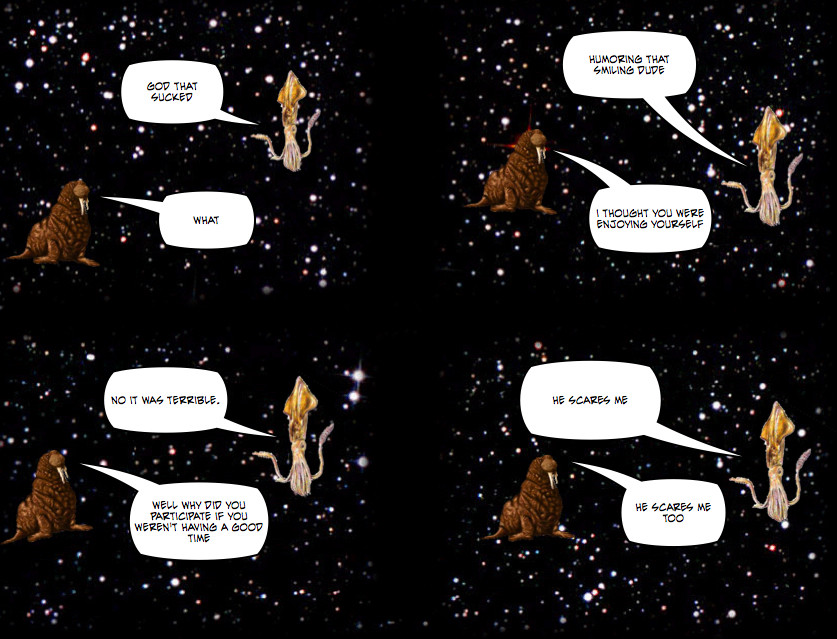 GOD THAT
SUCKED
WHAT
HUMORING THAT
SMILING DUDE
I THOUGHT YOU WERE
ENJOYING YOURSELF
NO IT WAS TERRIBLE.
WELL WHY DID YOU
PARTICIPATE IF YOU
WEREN'T HAVING A GOOD
TIME
HE SCARES ME
HE SCARES ME
TOO